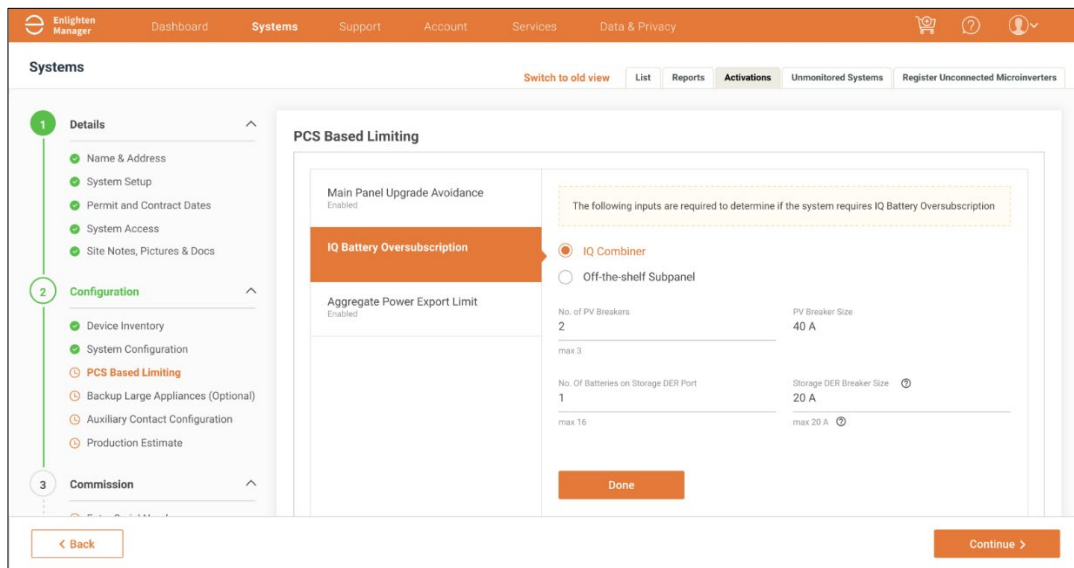 Enlighten
Manager
Dashboard
Systems
Support
Account
Services
Data & Privacy
Systems
Switch to old view
List
Reports
Activations
Unmonitored Systems
Register Unconnected Microinverters
1
Details
Name & Address
System Setup
Permit and Contract Dates
System Access
Site Notes, Pictures & Docs
2
Configuration
Device Inventory
System Configuration
PCS Based Limiting
Backup Large Appliances (Optional)
Auxiliary Contact Configuration
Production Estimate
3
Commission
PCS Based Limiting
Main Panel Upgrade Avoidance
Enabled
IQ Battery Oversubscription
Aggregate Power Export Limit
Enabled
The following inputs are required to determine if the system requires IQ Battery Oversubscription
IQ Combiner
Off-the-shelf Subpanel
No. of PV Breakers
2
max 3
PV Breaker Size
40 A
No. Of Batteries on Storage DER Port
1
max 16
Storage DER Breaker Size ?
20 A
max 20 A ?
Done
< Back
Continue >